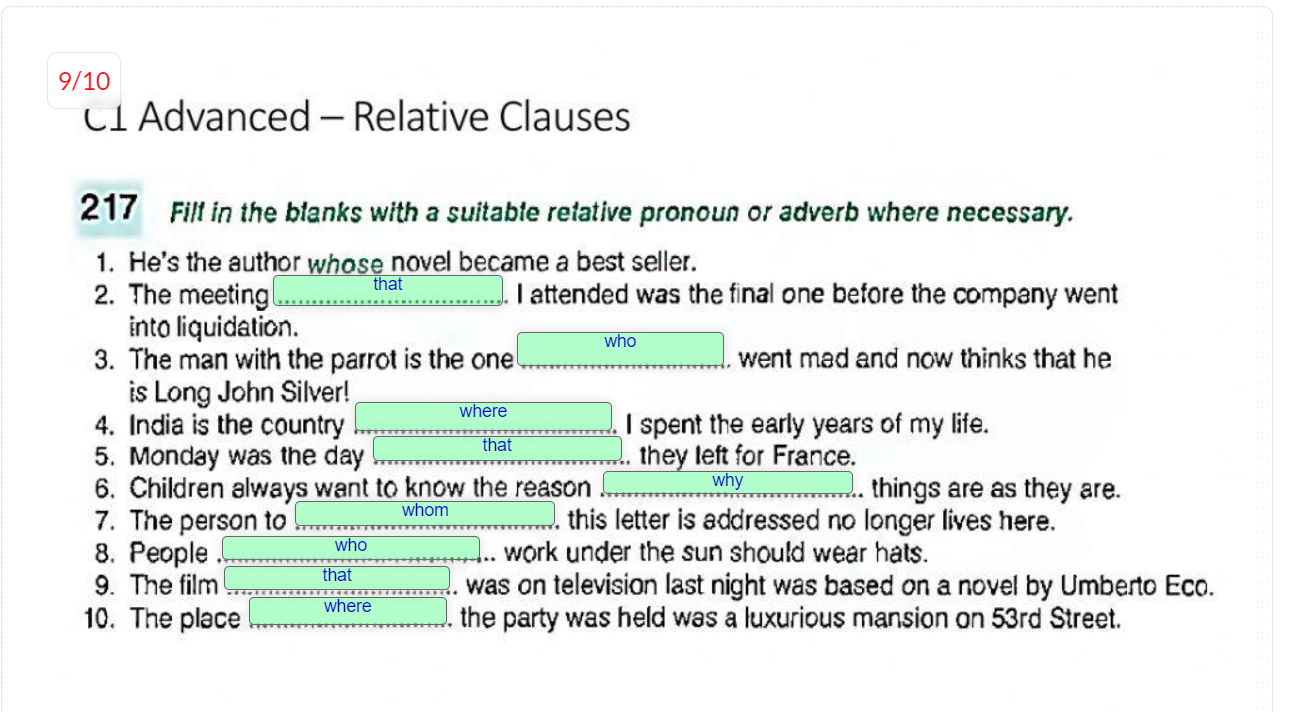 9/10
C1 Advanced – Relative Clauses
217 Fill in the blanks with a suitable relative pronoun or adverb where necessary.
1. He's the author whose novel became a best seller.
2. The meeting that I attended was the final one before the company went
into liquidation.
3. The man with the parrot is the one who went mad and now thinks that he
is Long John Silver!
4. India is the country where I spent the early years of my life.
5. Monday was the day that they left for France.
6. Children always want to know the reason why things are as they are.
7. The person to whom this letter is addressed no longer lives here.
8. People who work under the sun should wear hats.
9. The film that was on television last night was based on a novel by Umberto Eco.
10. The place where the party was held was a luxurious mansion on 53rd Street.